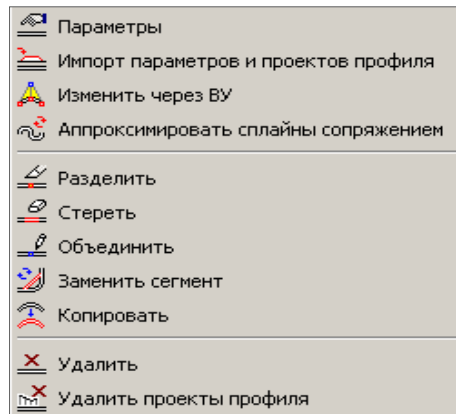 Параметры
Импорт параметров и проектов профиля
Изменить через ВУ
Аппроксимировать сплайны сопряжением
Разделить
Стереть
Объединить
Заменить сегмент
Копировать
Удалить
Удалить проекты профиля